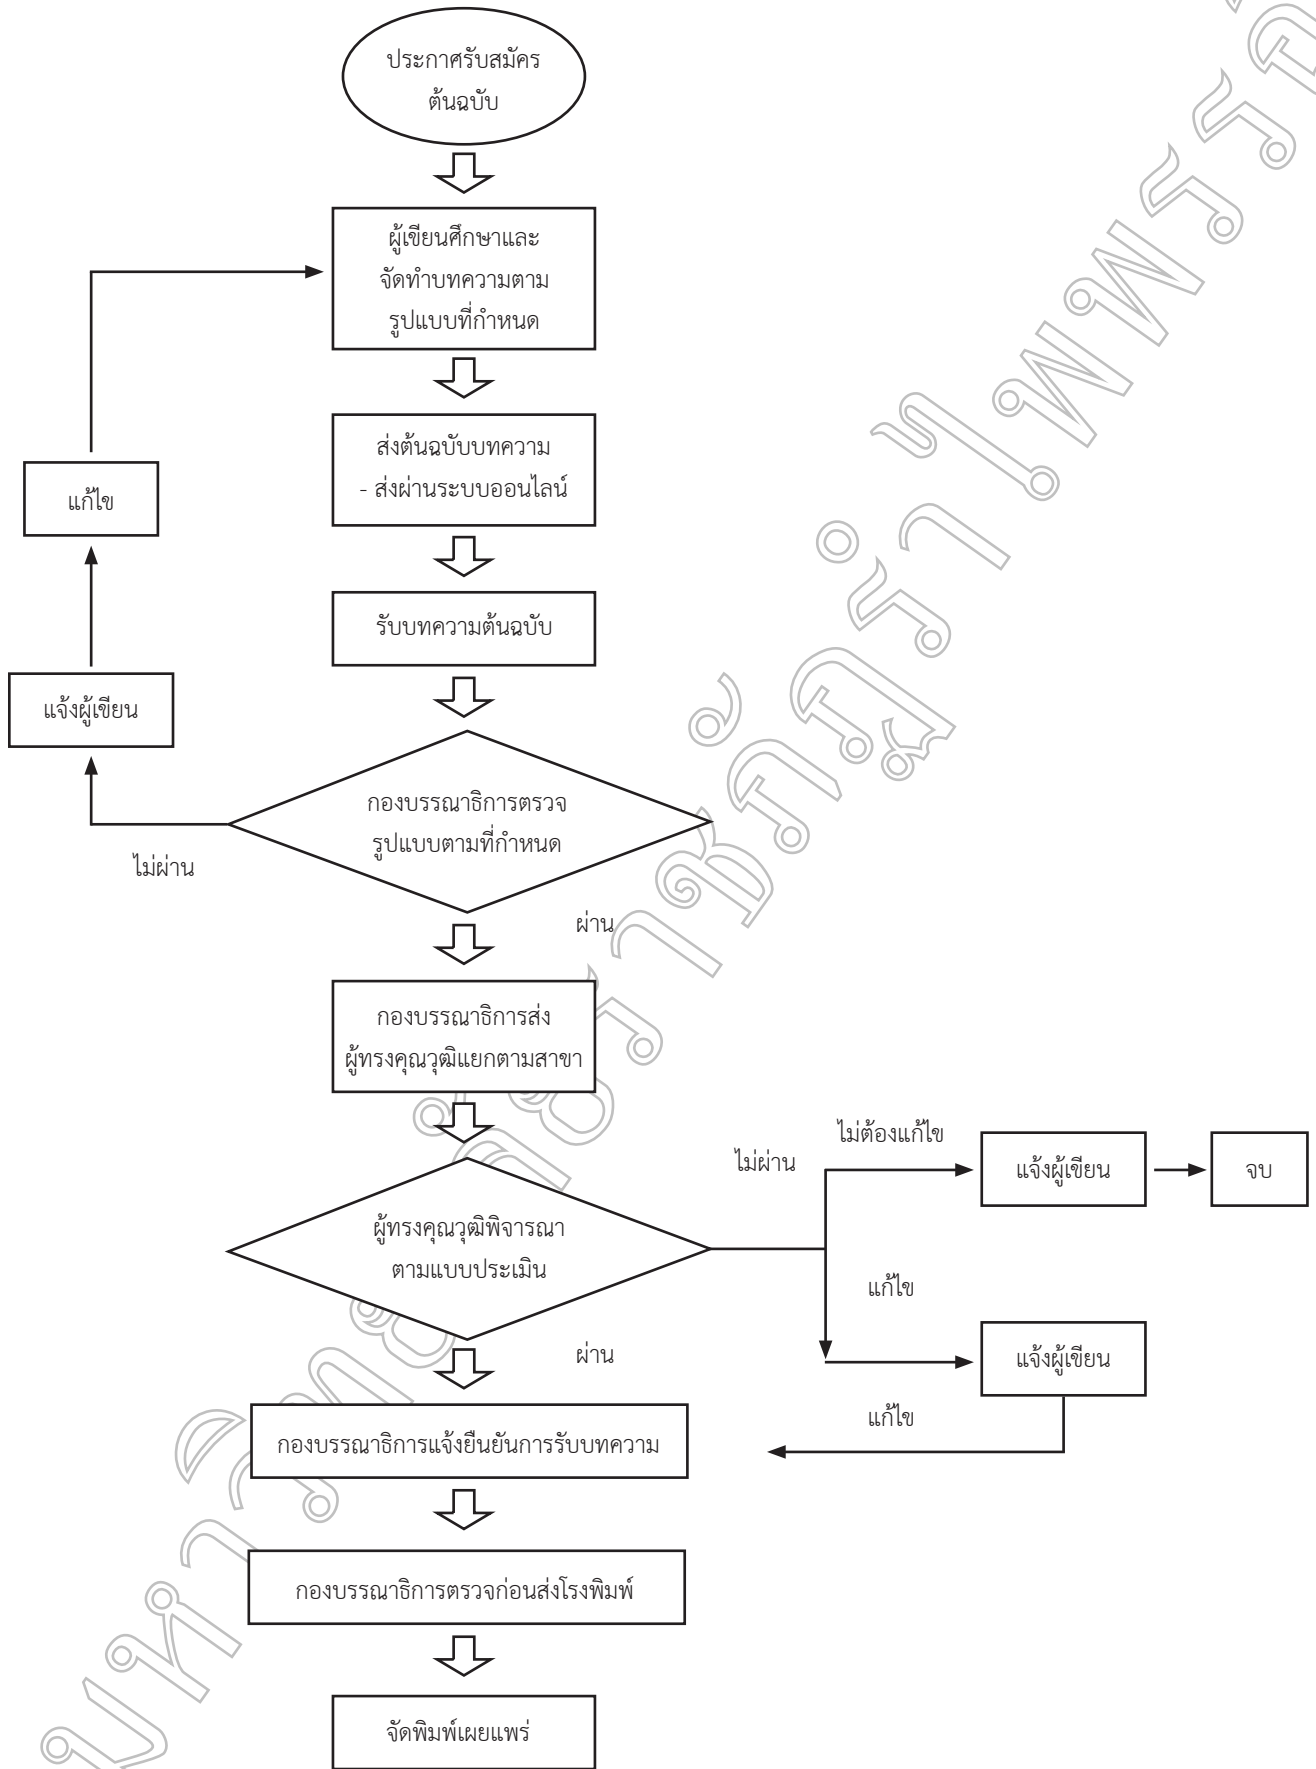 ประกาศรับสมัคร
ต้นฉบับ
ผู้เขียนศึกษาและ
จัดทำบทความตาม
รูปแบบที่กำหนด
ส่งต้นฉบับบทความ
- ส่งผ่านระบบออนไลน์
แก้ไข
รับบทความต้นฉบับ
แจ้งผู้เขียน
กองบรรณาธิการตรวจ
รูปแบบตามที่กำหนด
ไม่ผ่าน
ผ่าน
กองบรรณาธิการส่ง
ผู้ทรงคุณวุฒิแยกตามสาขา
ไม่ต้องแก้ไข
ไม่ผ่าน
แจ้งผู้เขียน
จบ
ผู้ทรงคุณวุฒิพิจารณา
ตามแบบประเมิน
แก้ไข
ผ่าน
แจ้งผู้เขียน
แก้ไข
กองบรรณาธิการแจ้งยืนยันการรับบทความ
กองบรรณาธิการตรวจก่อนส่งโรงพิมพ์
จัดพิมพ์เผยแพร่